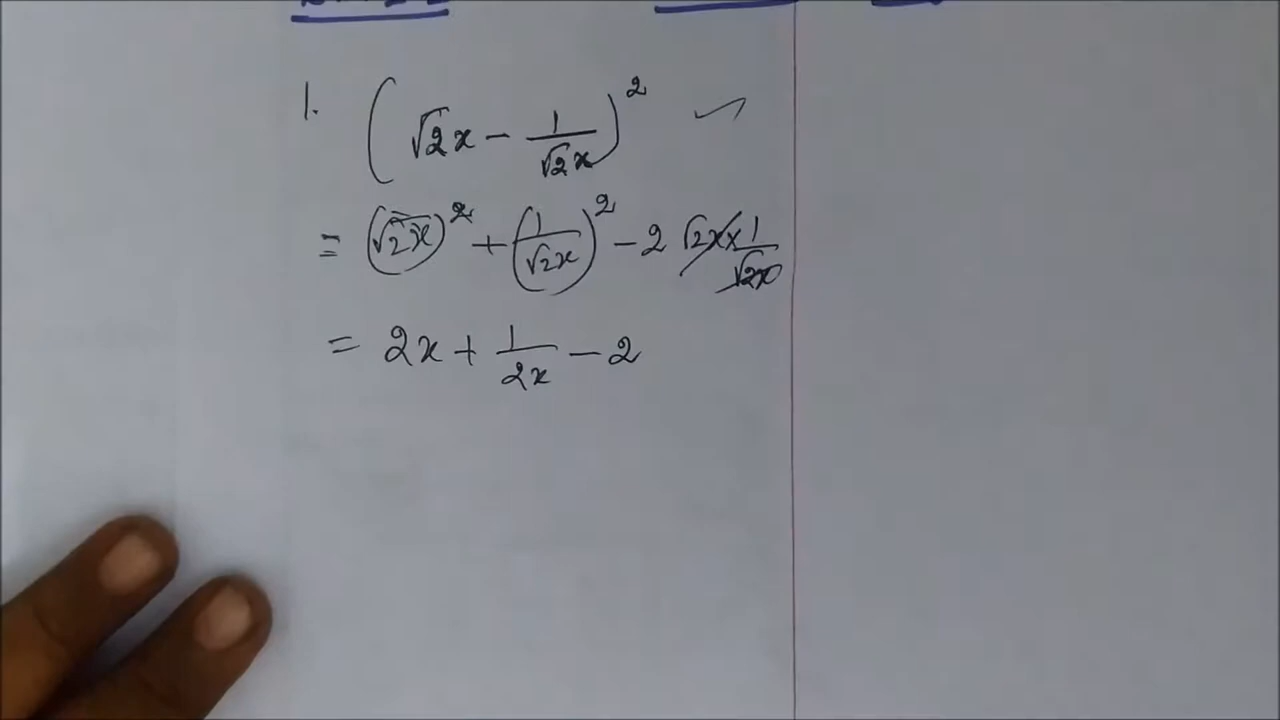 1. (√2x - 1/√2x)²
= (√2x)² + (1/√2x)² - 2 √2x × 1/√2x
= 2x + 1/2x - 2